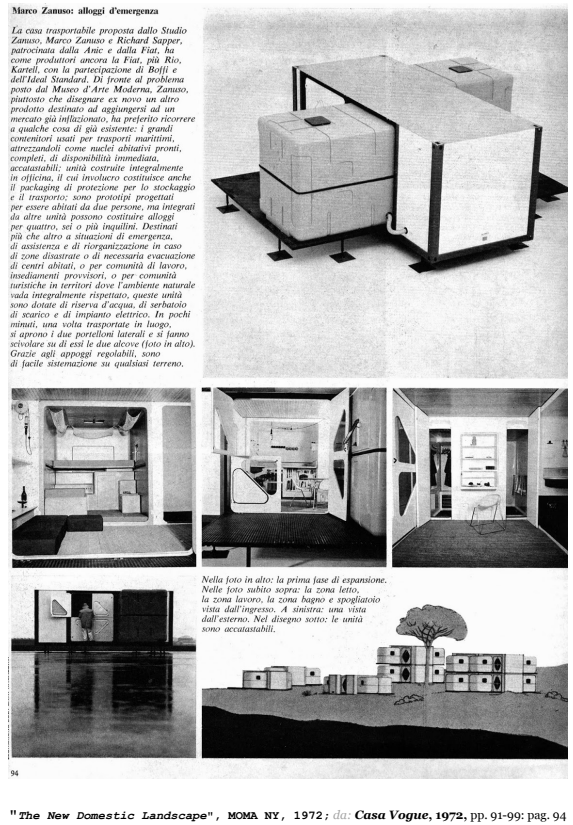 Marco Zanuso: alloggi d'emergenza
La casa trasportabile proposta dallo Studio
Zanuso, Marco Zanuso e Richard Sapper,
patrocinata dalla Anic e dalla Fiat, ha
come produttori ancora la Fiat, più Rio,
Kartell, con la partecipazione di Boffi e
dell'Ideal Standard. Di fronte al problema
posto dal Museo d'Arte Moderna, Zanuso,
piuttosto che disegnare ex novo un altro
prodotto destinato ad aggiungersi ad un
mercato già inflazionato, ha preferito ricorrere
a qualche cosa di già esistente: i grandi
contenitori usati per trasporti marittimi,
attrezzandoli come nuclei abitativi pronti,
completi, di disponibilità immediata,
accatastabili; unità costruite integralmente
in officina, il cui involucro costituisce anche
il packaging di protezione per lo stockaggio
e il trasporto; sono prototipi progettati
per essere abitati da due persone, ma integrati
da altre unità possono costituire alloggi
per quattro, sei o più inquilini. Destinati
più che altro a situazioni di emergenza,
di assistenza e di riorganizzazione in caso
di zone disastrate o di necessaria evacuazione
di centri abitati, o per comunità di lavoro,
insediamenti provvisori, o per comunità
turistiche in territori dove l'ambiente naturale
vada integralmente rispettato, queste unità
sono dotate di riserva d'acqua, di serbatoio
di scarico e di impianto elettrico. In pochi
minuti, una volta trasportate in luogo,
si aprono i due portelloni laterali e si fanno
scivolare su di essi le due alcove (foto in alto).
Grazie agli appoggi regolabili, sono
di facile sistemazione su qualsiasi terreno.
Nella foto in alto: la prima fase di espansione.
Nelle foto subito sopra: la zona letto,
la zona lavoro, la zona bagno e spogliatoio
vista dall'ingresso. A sinistra: una vista
dall'esterno. Nel disegno sotto: le unità
sono accatastabili.
94
"The New Domestic Landscape", MOMA NY, 1972; da: Casa Vogue, 1972, pp. 91-99: pag. 94